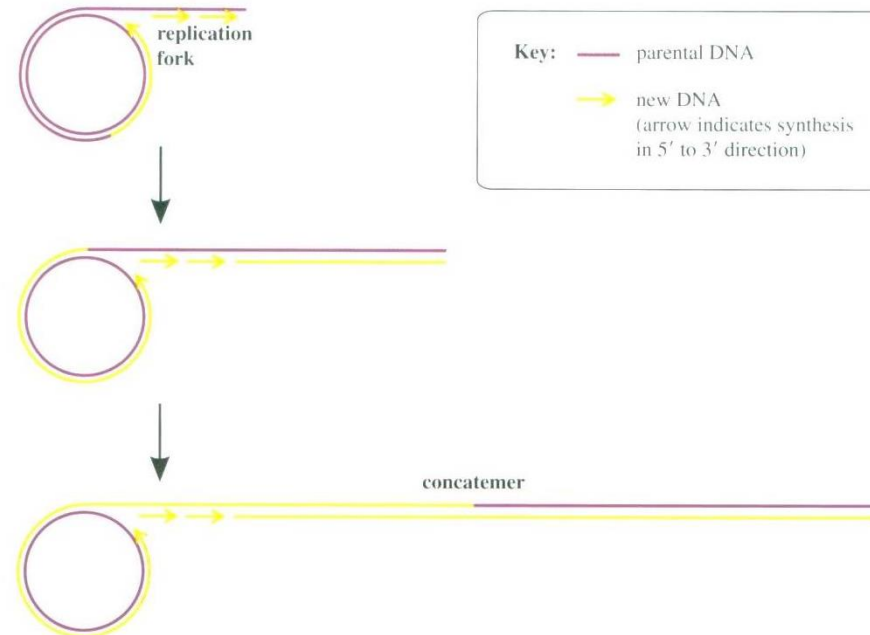 replication
fork
Key: parental DNA
new DNA
(arrow indicates synthesis
in 5′ to 3′ direction)
concatemer